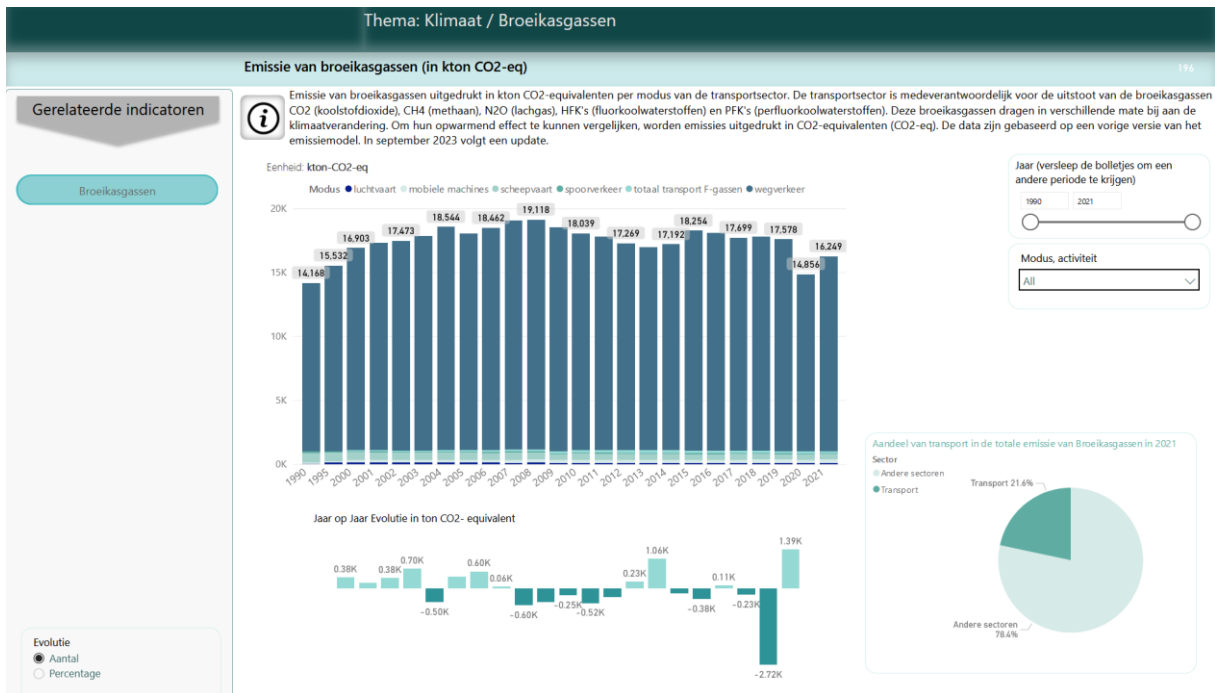 Thema: Klimaat / Broeikasgassen
Emissie van broeikasgassen (in kton CO2-eq)
196
Gerelateerde indicatoren
Broeikasgassen
Emissie van broeikasgassen uitgedrukt in kton CO2-equivalenten per modus van de transportsector. De transportsector is medeverantwoordelijk voor de uitstoot van de broeikasgassen
CO2 (koolstofdioxide), CH4 (methaan), N2O (lachgas), HFK's (fluorkoolwaterstoffen) en PFK's (perfluorkoolwaterstoffen). Deze broeikasgassen dragen in verschillende mate bij aan de
klimaatverandering. Om hun opwarmend effect te kunnen vergelijken, worden emissies uitgedrukt in CO2-equivalenten (CO2-eq). De data zijn gebaseerd op een vorige versie van het
emissiemodel. In september 2023 volgt een update.
Eenheid: kton-CO2-eq
Modus luchtvaart mobiele machines scheepvaart spoorverkeer totaal transport F-gassen wegverkeer
20K
15K
10K
5K
0K
14,168
15,532
16,903
17,473
18,544
18,462
19,118
18,039
17,269
17,192
18,254
17,699
17,578
14,856
16,249
1990 1995 2000 2001 2002 2003 2004 2005 2006 2007 2008 2009 2010 2011 2012 2013 2014 2015 2016 2017 2018 2019 2020 2021
Jaar op Jaar Evolutie in ton CO2- equivalent
0.38K
0.38K
0.70K
-0.50K
0.60K
0.06K
-0.60K
-0.25K
-0.52K
0.23K
1.06K
-0.38K
0.11K
-0.23K
-2.72K
1.39K
Jaar (versleep de bolletjes om een
andere periode te krijgen)
1990 2021
Modus, activiteit
All
Aandeel van transport in de totale emissie van Broeikasgassen in 2021
Sector
Andere sectoren
Transport
Transport 21.6%
Andere sectoren
78.4%
Evolutie
Aantal
Percentage